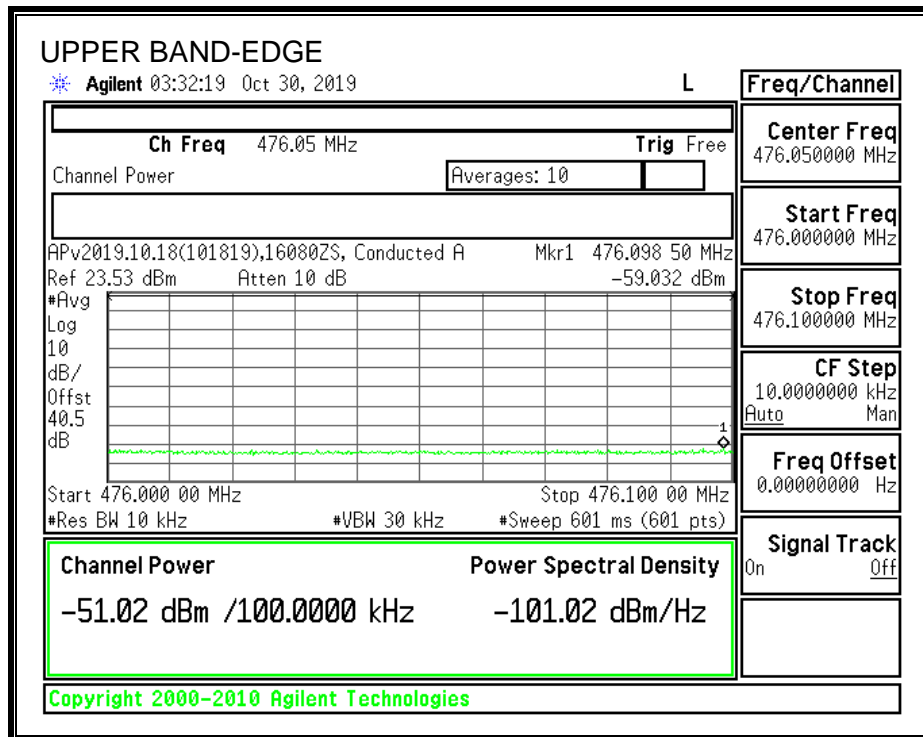 UPPER BAND-EDGE
Agilent 03:32:19 Oct 30, 2019 L
Freq/Channel
Ch Freq 476.05 MHz Trig Free
Channel Power Averages: 10
APv2019.10.18(101819),16080ZS, Conducted A Mkr1 476.098 50 MHz
Ref 23.53 dBm Atten 10 dB -59.032 dBm
#Avg
Log
10
dB/
Offst
40.5
dB
1
Start 476.000 00 MHz Stop 476.100 00 MHz
#Res BW 10 kHz #VBW 30 kHz #Sweep 601 ms (601 pts)
Channel Power Power Spectral Density
-51.02 dBm /100.0000 kHz -101.02 dBm/Hz
Copyright 2000-2010 Agilent Technologies
Center Freq
476.050000 MHz
Start Freq
476.000000 MHz
Stop Freq
476.100000 MHz
CF Step
10.0000000 kHz
Auto Man
Freq Offset
0.00000000 Hz
Signal Track
On Off